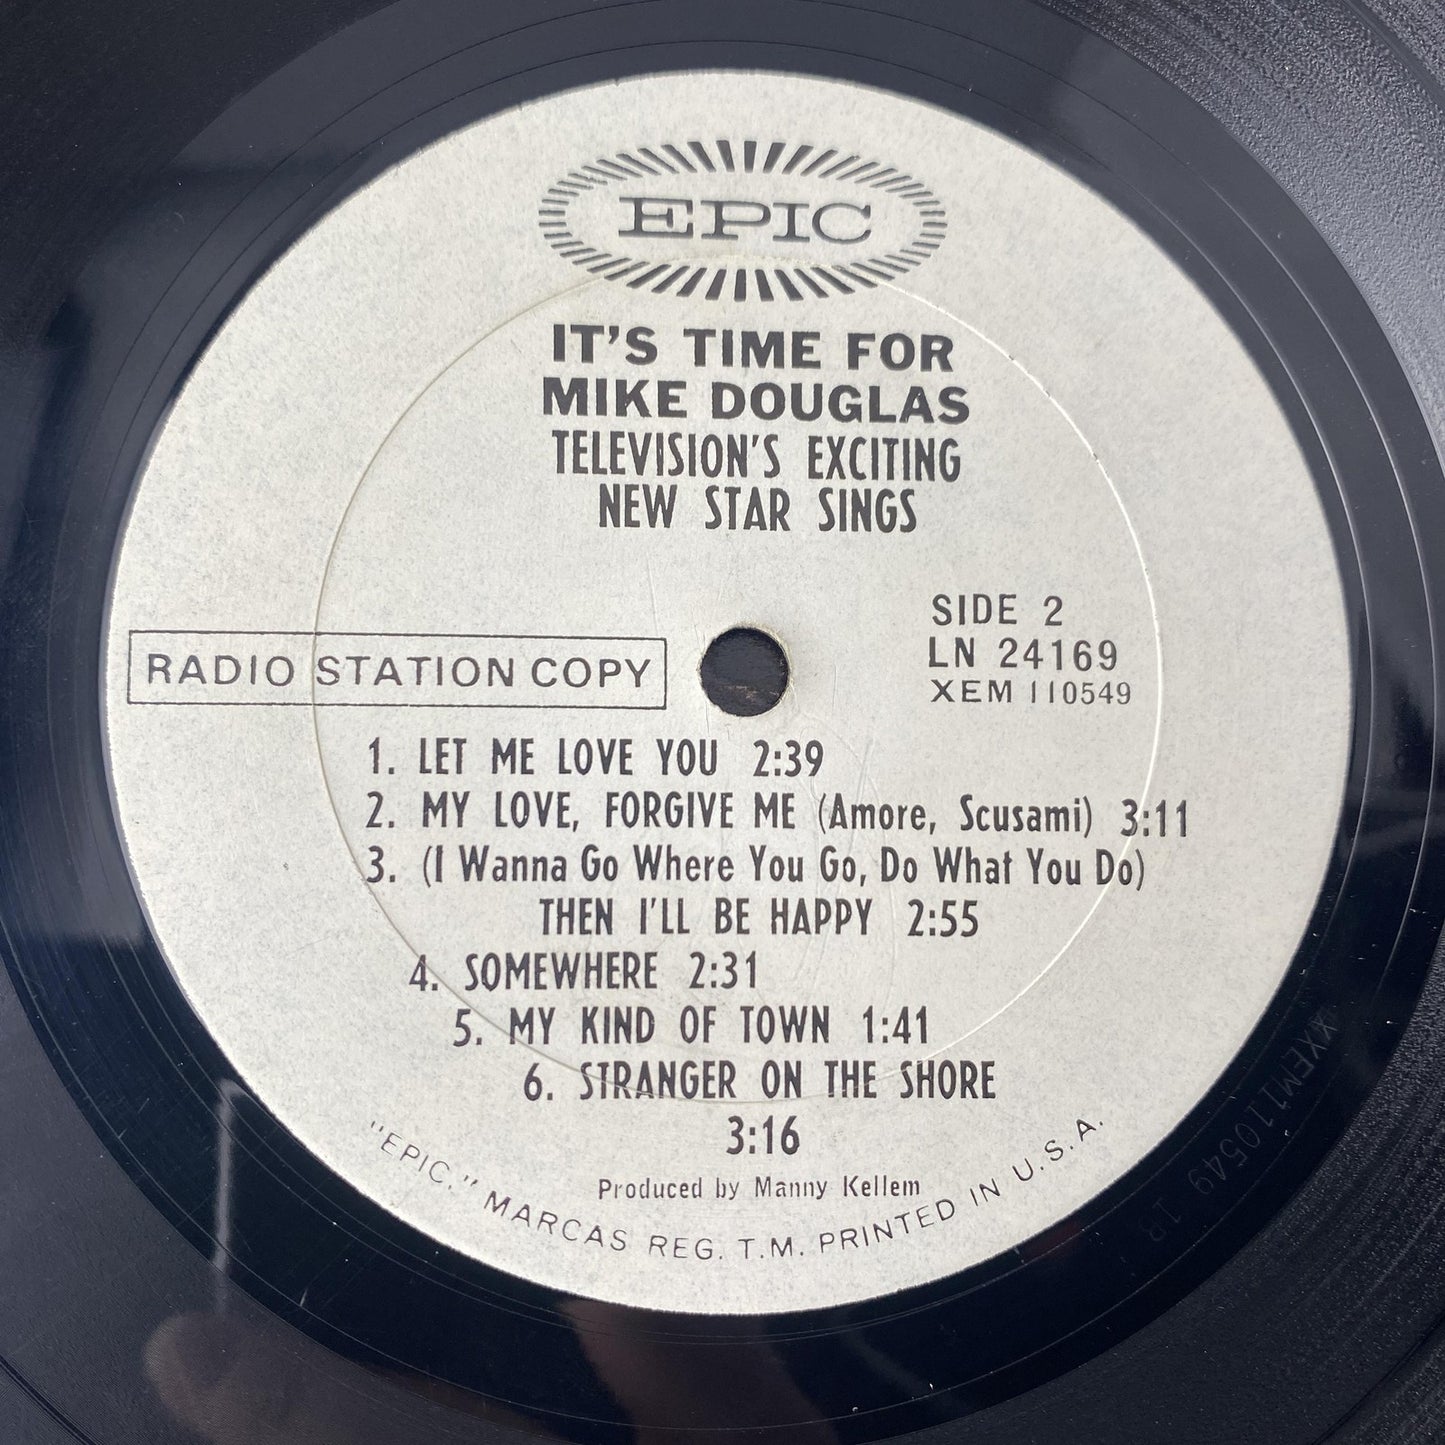 EPIC
IT'S TIME FOR
MIKE DOUGLAS
TELEVISION'S EXCITING
NEW STAR SINGS
SIDE 2
LN 24169
XEM 110549
RADIO STATION COPY
1. LET ME LOVE YOU 2:39
2. MY LOVE, FORGIVE ME (Amore, Scusami) 3:11
3. (I Wanna Go Where You Go, Do What You Do)
THEN I'LL BE HAPPY 2:55
4. SOMEWHERE 2:31
5. MY KIND OF TOWN 1:41
6. STRANGER ON THE SHORE
3:16
Produced by Manny Kellem
"EPIC." MARCAS REG. T.M. PRINTED IN U.S.A.
XEM110549